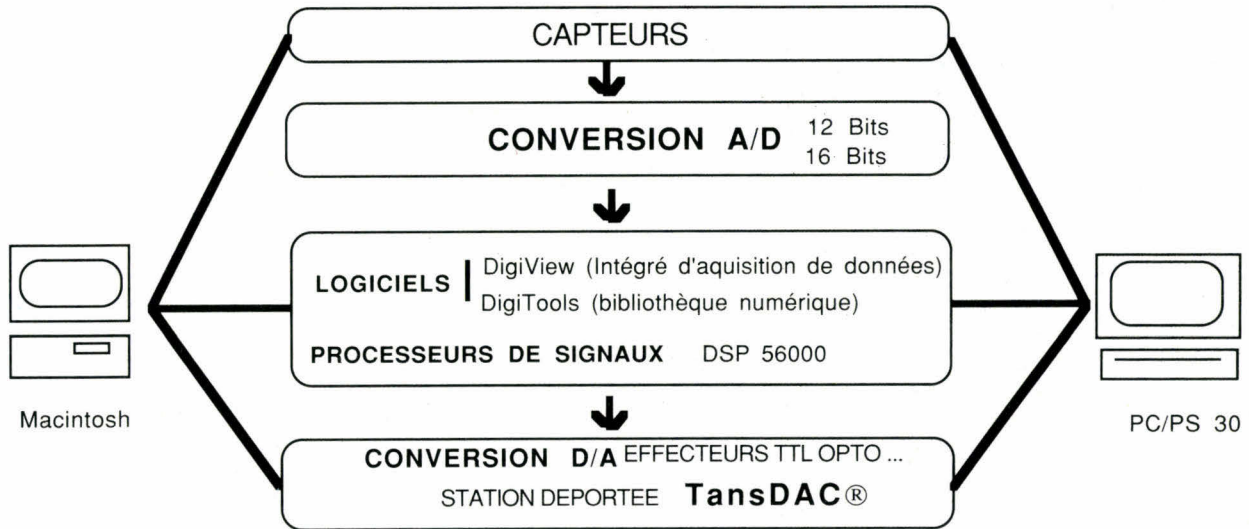 CAPTEURS
CONVERSION A/D 12 Bits
16 Bits
LOGICIELS DigiView (Intégré d'aquisition de données)
DigiTools (bibliothèque numérique)
PROCESSEURS DE SIGNAUX DSP 56000
Macintosh
PC/PS 30
CONVERSION D/A EFFECTEURS TTL OPTO ...
STATION DEPORTEE TansDAC®